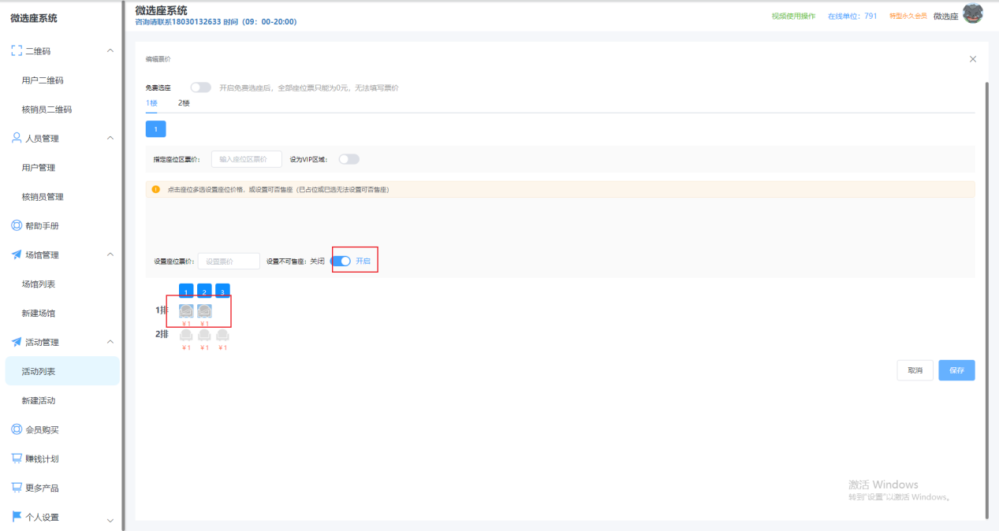 微选座系统
二维码
用户二维码
核销员二维码
人员管理
用户管理
核销员管理
帮助手册
场馆管理
场馆列表
新建场馆
活动管理
活动列表
新建活动
会员购买
赚钱计划
更多产品
个人设置
微选座系统
咨询请联系18030132633 时间（09：00-20:00）
视频使用操作 在线单位：791 特型永久会员 微选座
编辑票价
免费选座 开启免费选座后，全部座位票只能为0元，无法填写票价
1楼 2楼
1
指定座位区票价： 输入座位区票价 设为VIP区域：
点击座位多选设置座位价格，或设置可否售座（已占位或已选无法设置可否售座）
设置座位票价： 设置票价 设置不可售座：关闭 开启
1 2 3
1排
¥1 ¥1
2排
¥1 ¥1 ¥1
取消 保存
激活 Windows
转到"设置"以激活 Windows。